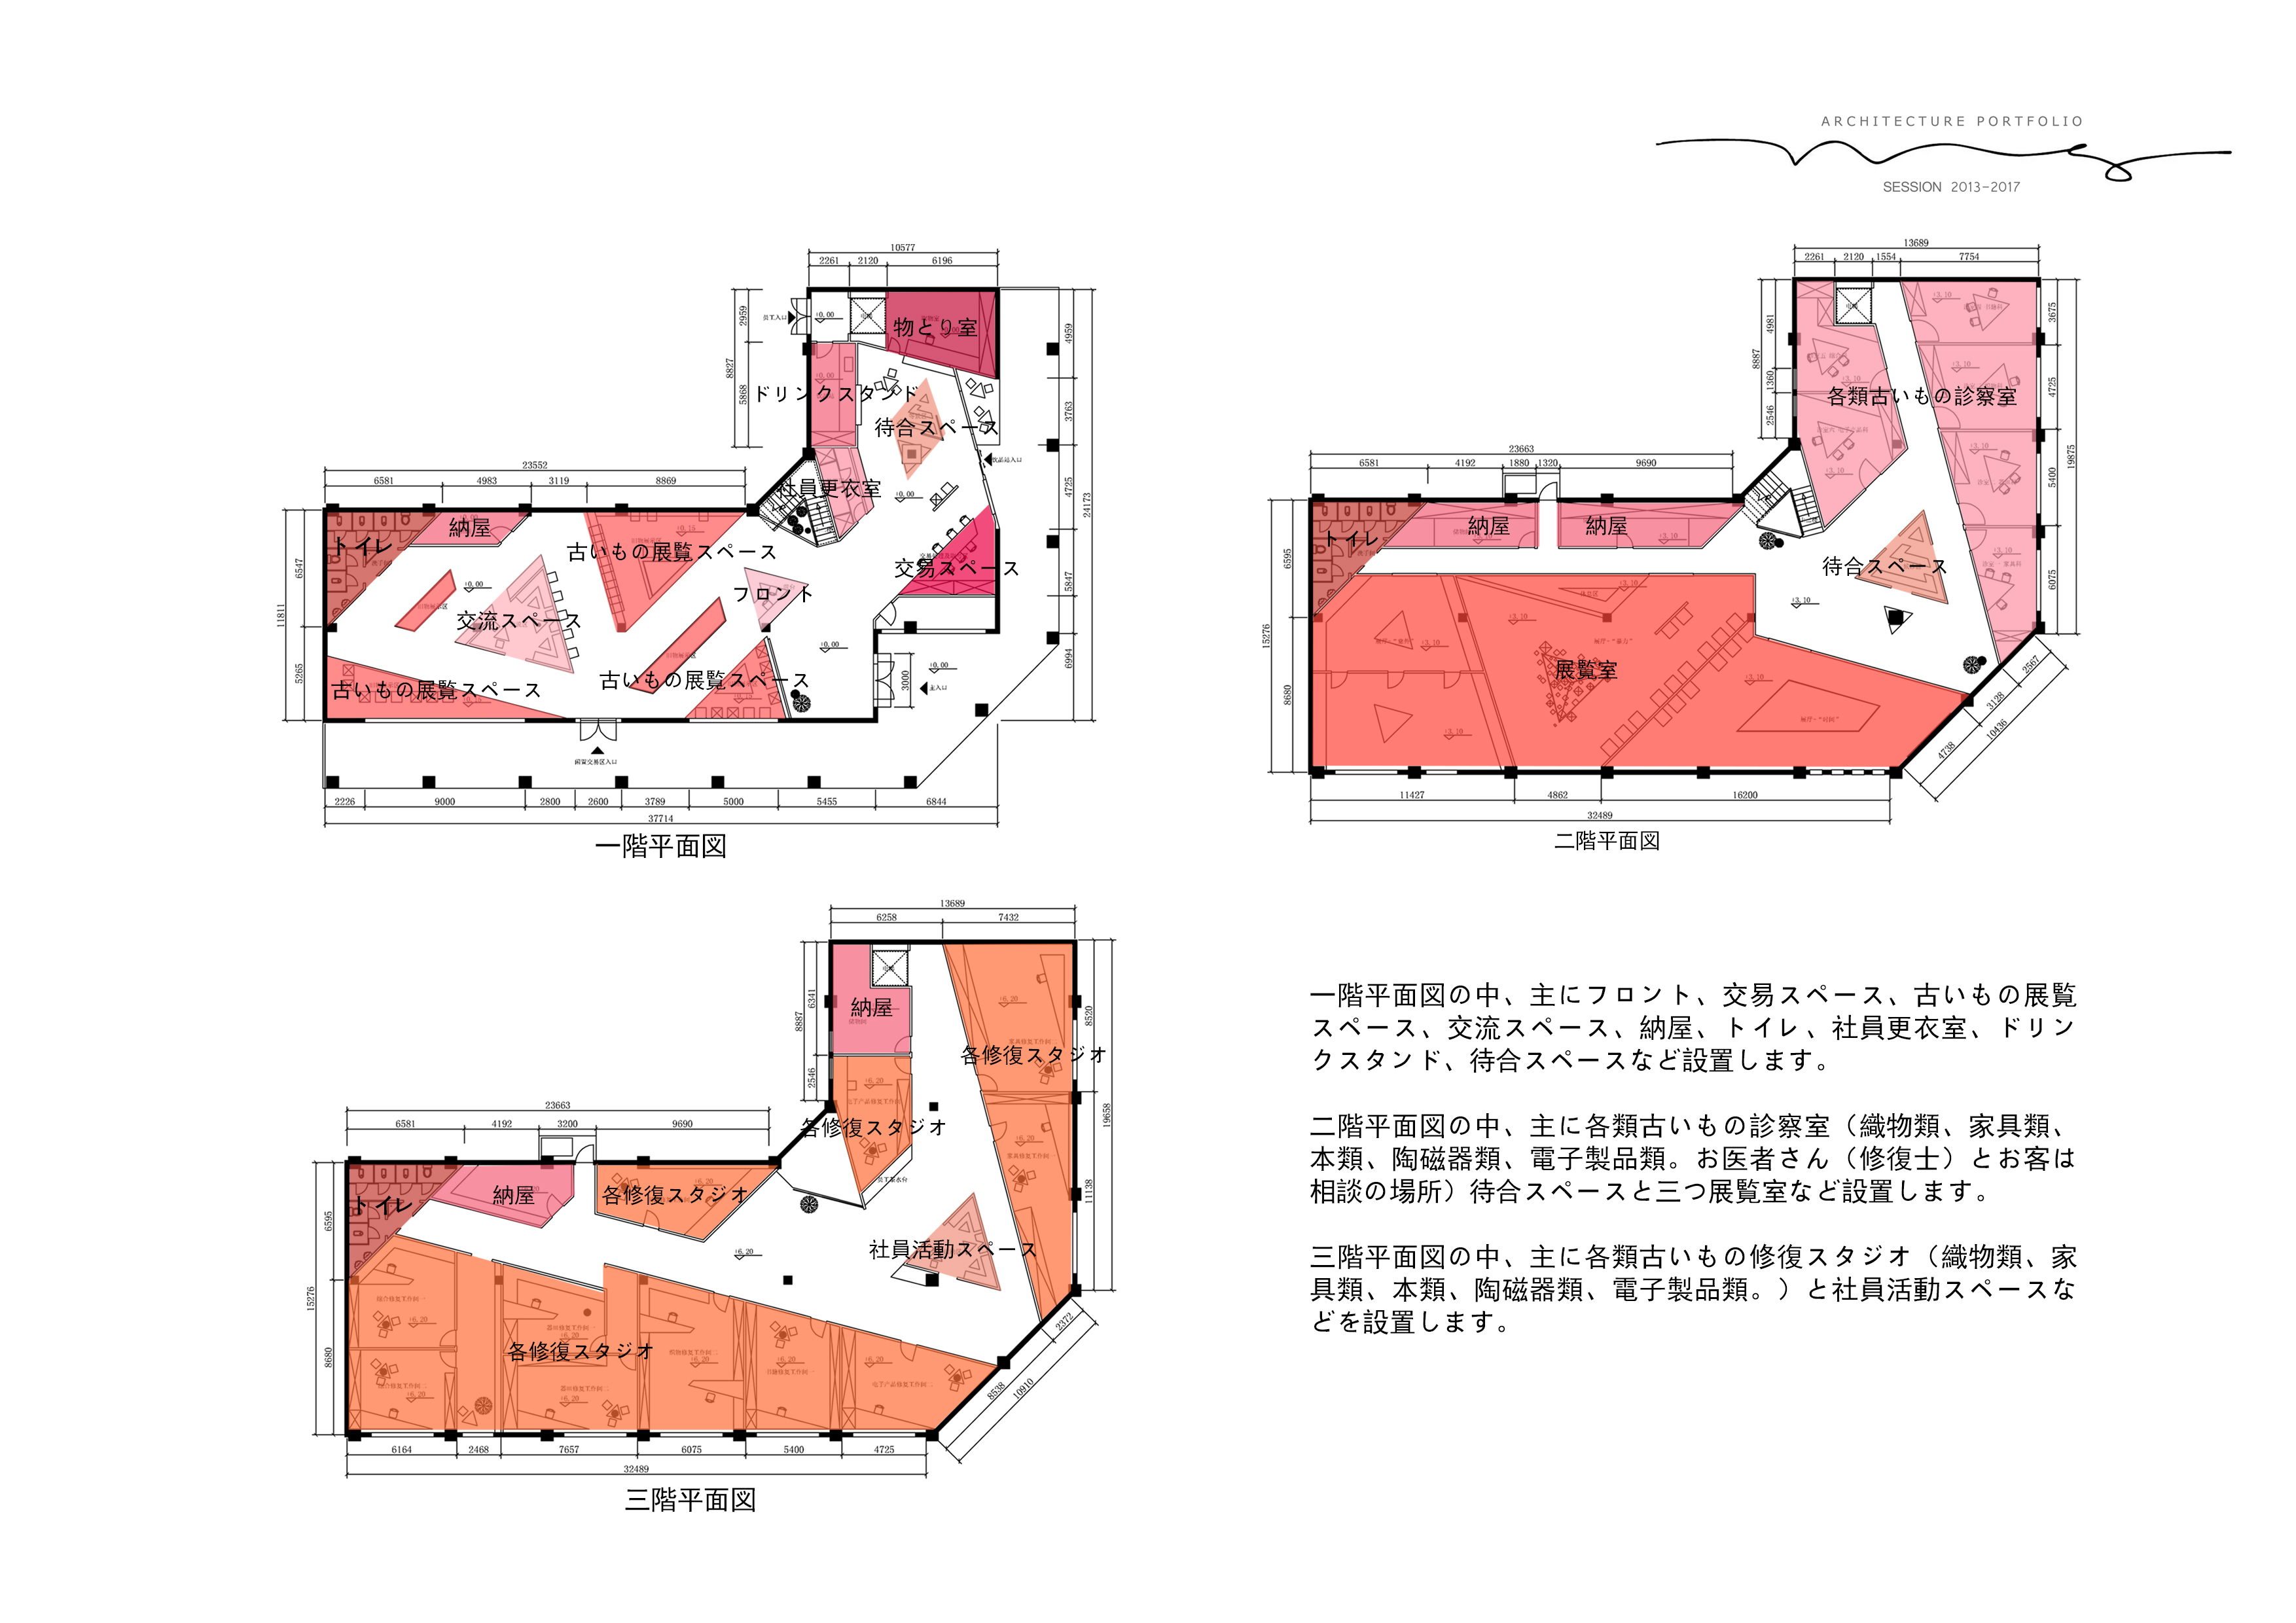 ARCHITECTURE PORTFOLIO
SESSION 2013-2017
10577
2261 2120 6196
物とり室
ドリンクスタンド
待合スペース
社員更衣室
交易スペース
2959
5868
8827
4959
3763
4725
5847
6994
24173
23552
6581 4983 3119 8869
トイレ
納屋
古いもの展覧スペース
フロント
交流スペース
古いもの展覧スペース
古いもの展覧スペース
6547
5265
11811
3000
主入口
2226 9000 2800 2600 3789 5000 5455 6844
37714
一階平面図
13689
2261 2120 1554 7754
4981
1360
2546
8887
3675
4725
5400
6075
19875
各類古いもの診察室
23663
6581 4192 1880 1320 9690
トイレ
納屋
納屋
待合スペース
展覧室
6595
8680
15276
2567
3128
4738
10436
11427 4862 16200
32489
二階平面図
13689
6258 7432
6341
2546
8887
8520
11138
19658
納屋
各修復スタジオ
各修復スタジオ
23663
6581 4192 3200 9690
トイレ
納屋
各修復スタジオ
社員活動スペース
各修復スタジオ
6595
8680
15276
2372
8538
10910
6164 2468 7657 6075 5400 4725
32489
三階平面図
一階平面図の中、主にフロント、交易スペース、古いもの展覧
スペース、交流スペース、納屋、トイレ、社員更衣室、ドリン
クスタンド、待合スペースなど設置します。
二階平面図の中、主に各類古いもの診察室（織物類、家具類、
本類、陶磁器類、電子製品類。お医者さん（修復士）とお客は
相談の場所）待合スペースと三つ展覧室など設置します。
三階平面図の中、主に各類古いもの修復スタジオ（織物類、家
具類、本類、陶磁器類、電子製品類。）と社員活動スペースな
どを設置します。